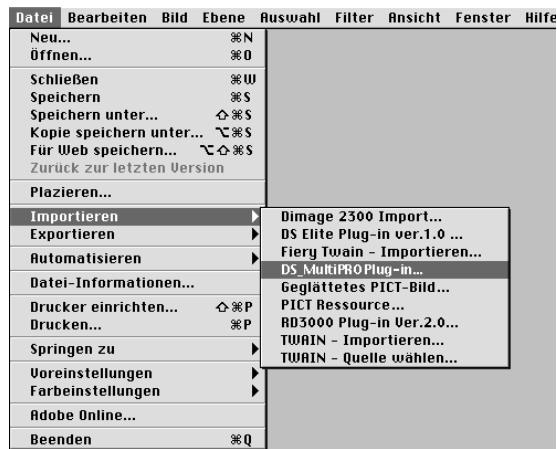 Datei Bearbeiten Bild Ebene Auswahl Filter Ansicht Fenster Hilfe
Neu... ⌘N
Öffnen... ⌘O
Schließen ⌘W
Speichern ⌘S
Speichern unter... ⇧⌘S
Kopie speichern unter... ⌥⌘S
Für Web speichern... ⌥⇧⌘S
Zurück zur letzten Version
Plazieren...
Importieren
Exportieren
Automatisieren
Datei-Informationen...
Drucker einrichten... ⇧⌘P
Drucken... ⌘P
Springen zu
Voreinstellungen
Farbeinstellungen
Adobe Online...
Beenden ⌘Q
Dimage 2300 Import...
DS Elite Plug-in ver.1.0 ...
Fiery Twain - Importieren...
DS_MultiPRO Plug-in...
Geglättetes PICT-Bild...
PICT Ressource...
RD3000 Plug-in Ver.2.0...
TWAIN - Importieren...
TWAIN - Quelle wählen...